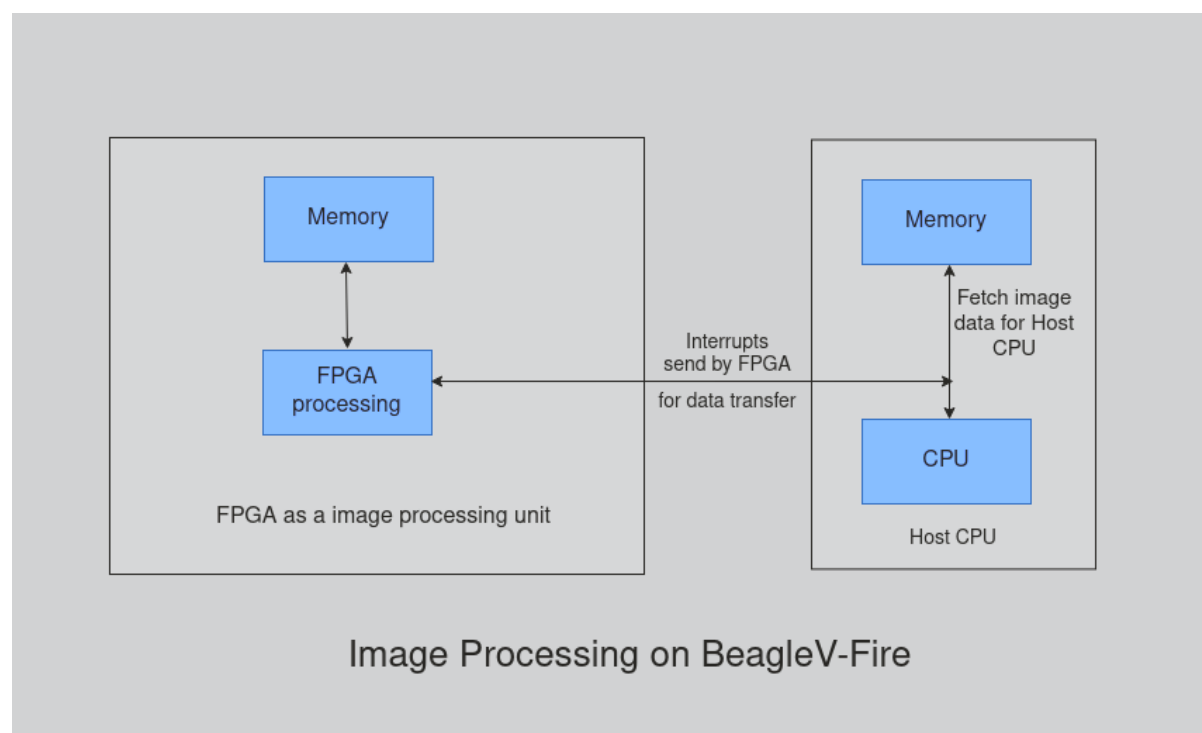 Memory
FPGA
processing
FPGA as a image processing unit
Interrupts
send by FPGA
for data transfer
Memory
Fetch image
data for Host
CPU
CPU
Host CPU
Image Processing on BeagleV-Fire